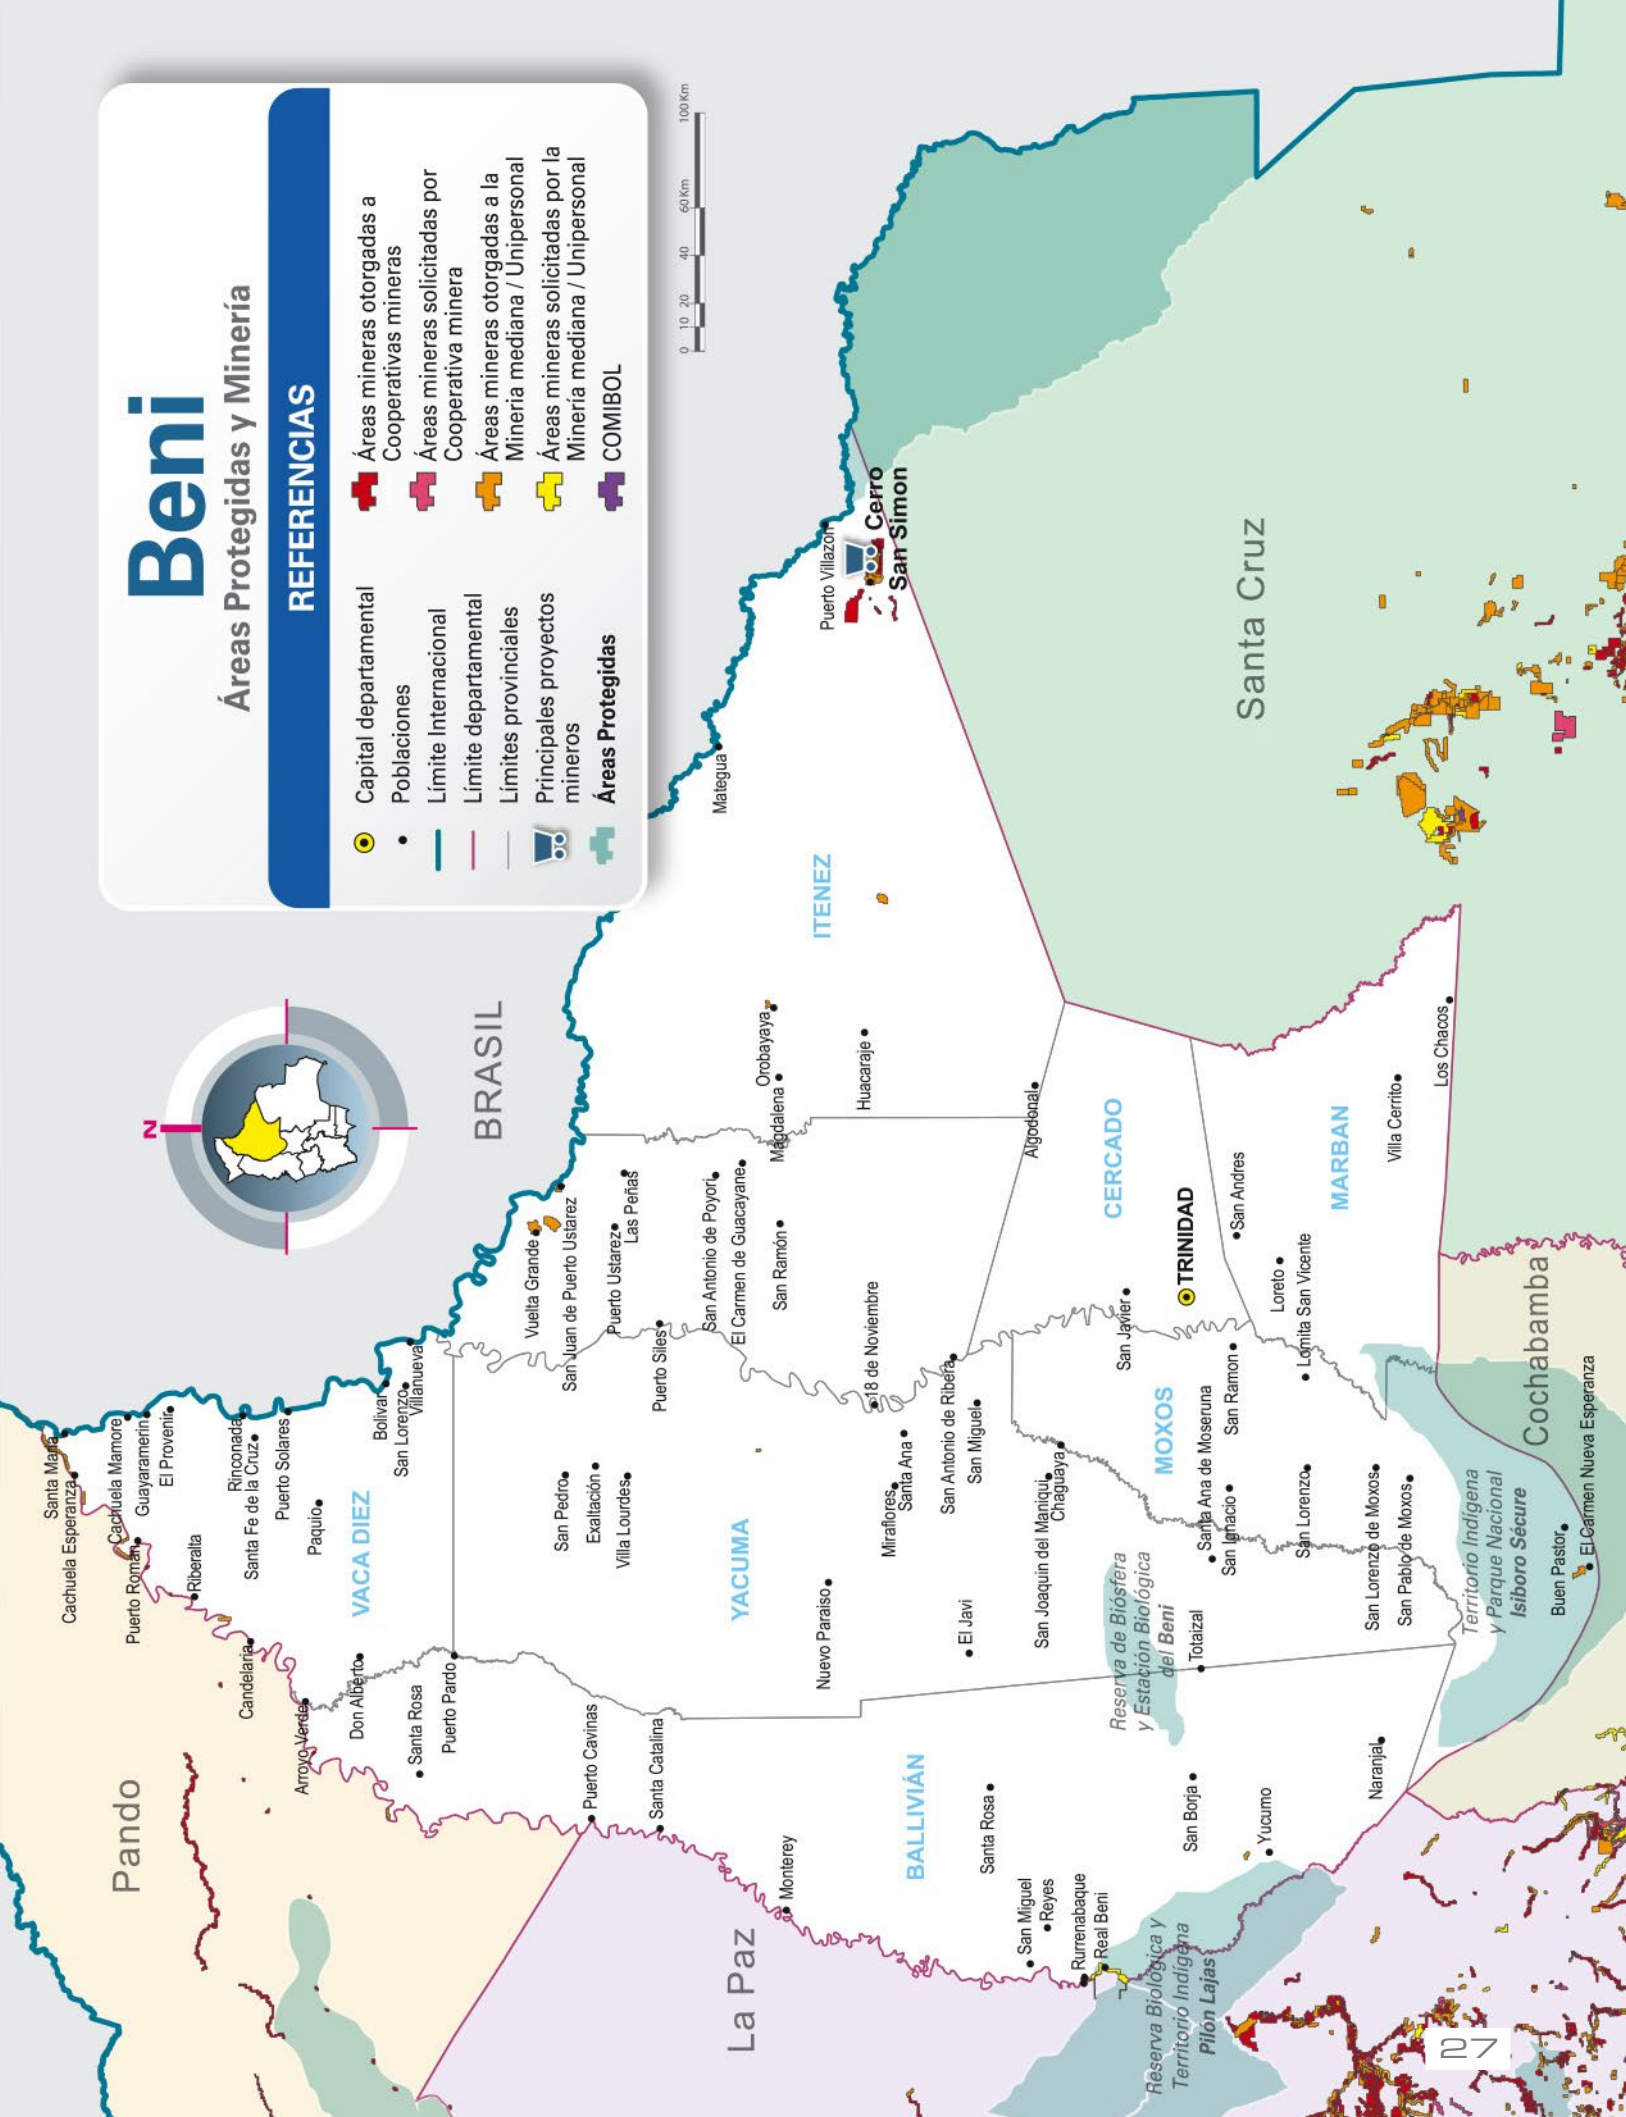 Beni
Áreas Protegidas y Minería
REFERENCIAS
Capital departamental
Poblaciones
Límite Internacional
Límite departamental
Límites provinciales
Principales proyectos
mineros
Áreas Protegidas
Áreas mineras otorgadas a
Cooperativas mineras
Áreas mineras solicitadas por
Cooperativa minera
Áreas mineras otorgadas a la
Mineria mediana / Unipersonal
Áreas mineras solicitadas por la
Minería mediana / Unipersonal
COMIBOL
0 10 20 40 60 Km 100 Km
N
BRASIL
Pando
La Paz
Santa Cruz
Cochabamba
VACA DIEZ
YACUMA
BALLIVIÁN
ITENEZ
CERCADO
MOXOS
MARBAN
Santa Maria
Cachuela Esperanza
Cachuela Mamore
Guayaramerin
Puerto Roman
El Provenir
Riberalta
Rinconada
Santa Fe de la Cruz
Candelaria
Puerto Solares
Arroyo Verde
Paquio
Don Alberto
Bolivar
San Lorenzo
Villanueva
Santa Rosa
Puerto Pardo
Vuelta Grande
San Juan de Puerto Ustarez
San Pedro
Exaltación
Puerto Cavinas
Puerto Ustarez
Las Peñas
Villa Lourdes
Puerto Siles
Santa Catalina
San Antonio de Poyori
El Carmen de Guacayane
Mategua
Orobayaya
Magdalena
San Ramón
Monterey
Puerto Villazon
Cerro
San Simon
Nuevo Paraiso
Huacaraje
18 de Noviembre
Miraflores
Santa Ana
San Antonio de Ribera
San Miguel
El Javi
Santa Rosa
Algodonal
San Joaquin del Maniqui
Chaguaya
San Miguel
Reyes
Rurrenabaque
Real Beni
San Javier
Reserva de Biósfera
y Estación Biológica
del Beni
Reserva Biológica y
Territorio Indígena
Pilón Lajas
TRINIDAD
Totaizal
San Borja
Santa Ana de Moseruna
San Ignacio
San Ramon
San Andres
Yucumo
Loreto
Lomita San Vicente
San Lorenzo
San Lorenzo de Moxos
Naranjal
Villa Cerrito
San Pablo de Moxos
Los Chacos
Territorio Indígena
y Parque Nacional
Isiboro Sécure
Buen Pastor
El Carmen Nueva Esperanza
27